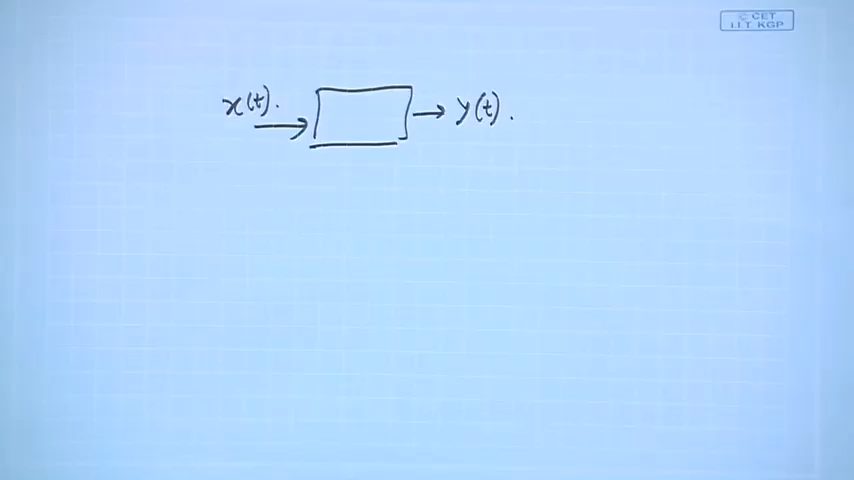 © CET
I.I.T. KGP
x(t). → → y(t).